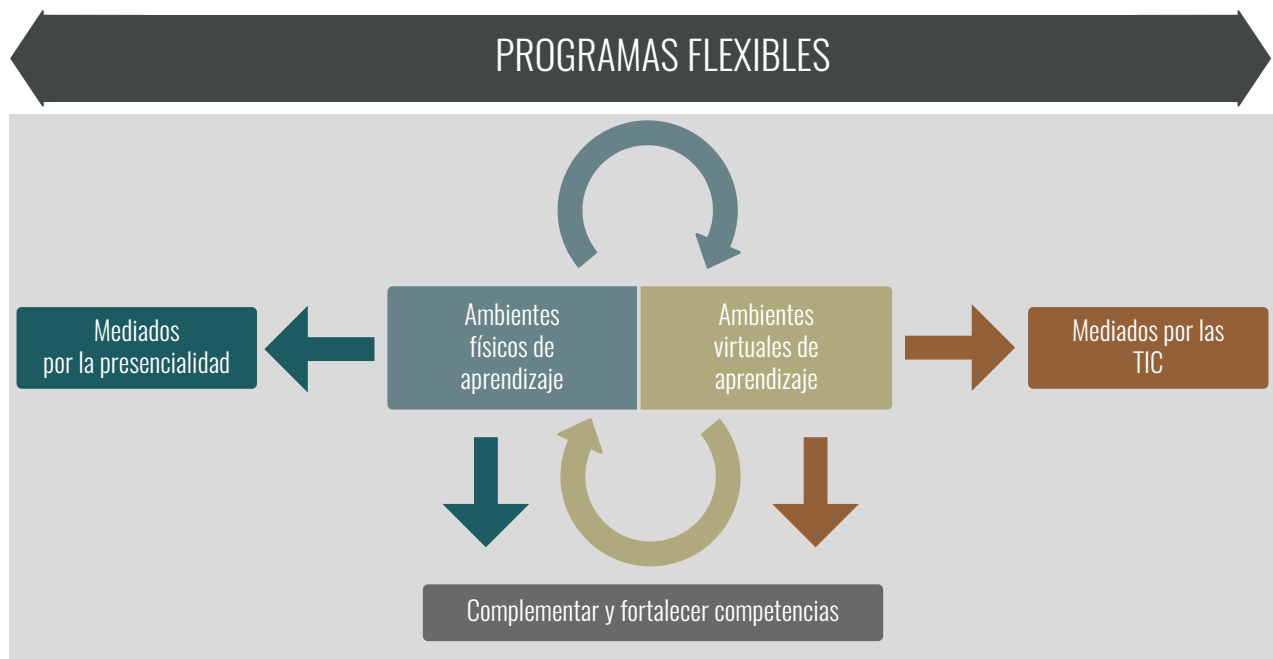 PROGRAMAS FLEXIBLES
Mediados
por la presencialidad
Ambientes
físicos de
aprendizaje
Ambientes
virtuales de
aprendizaje
Mediados por las
TIC
Complementar y fortalecer competencias